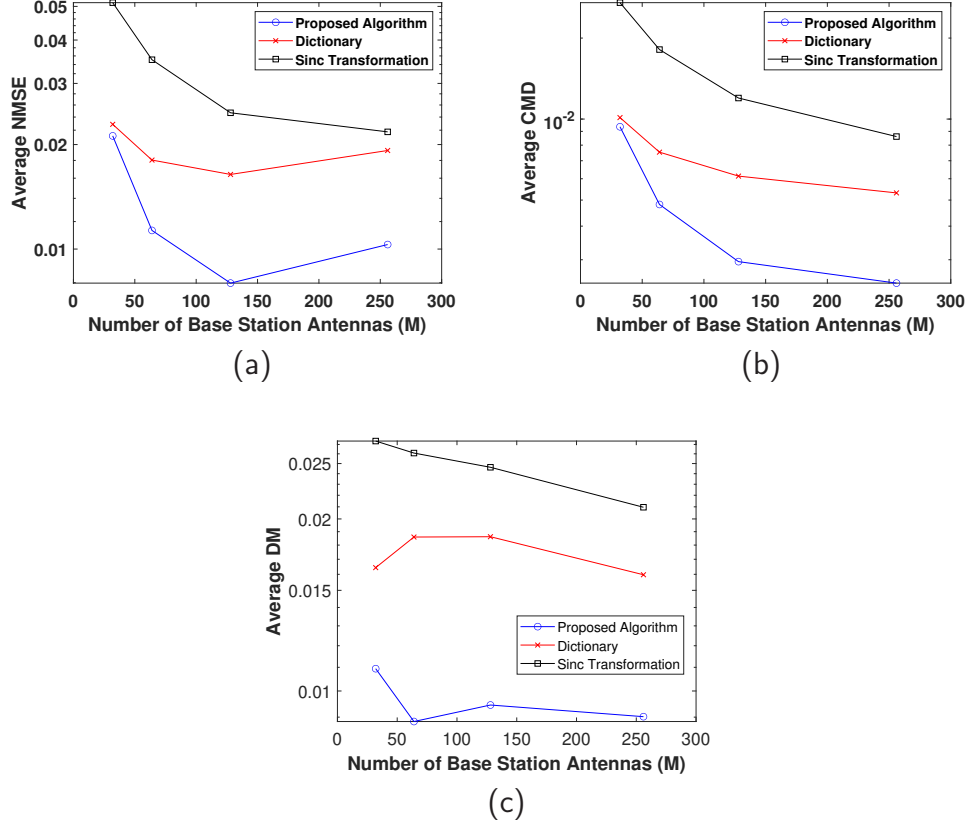 0.05
0.04
0.03
0.02
0.01
Average NMSE
Proposed Algorithm
Dictionary
Sinc Transformation
0 50 100 150 200 250 300
Number of Base Station Antennas (M)
(a)
10-2
Average CMD
Proposed Algorithm
Dictionary
Sinc Transformation
0 50 100 150 200 250 300
Number of Base Station Antennas (M)
(b)
0.025
0.02
0.015
0.01
Average DM
Proposed Algorithm
Dictionary
Sinc Transformation
0 50 100 150 200 250 300
Number of Base Station Antennas (M)
(c)